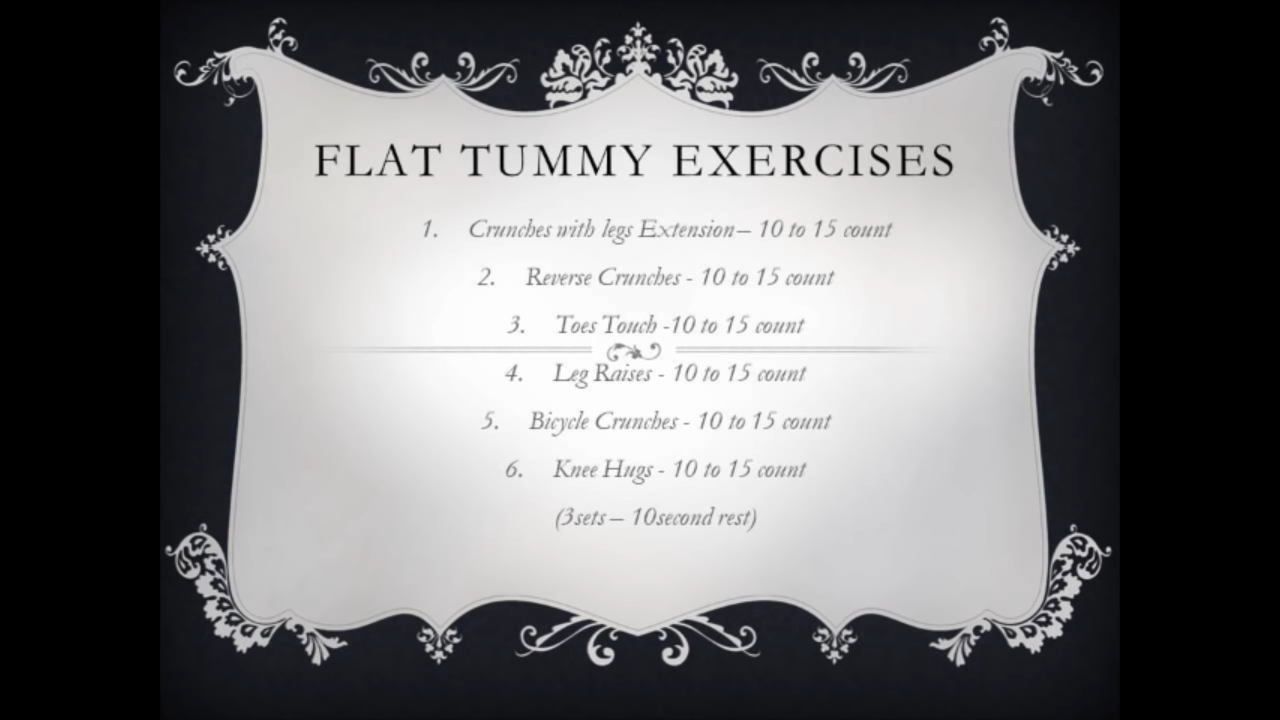 FLAT TUMMY EXERCISES
1. Crunches with legs Extension– 10 to 15 count
2. Reverse Crunches - 10 to 15 count
3. Toes Touch -10 to 15 count
4. Leg Raises - 10 to 15 count
5. Bicycle Crunches - 10 to 15 count
6. Knee Hugs - 10 to 15 count
(3sets – 10second rest)